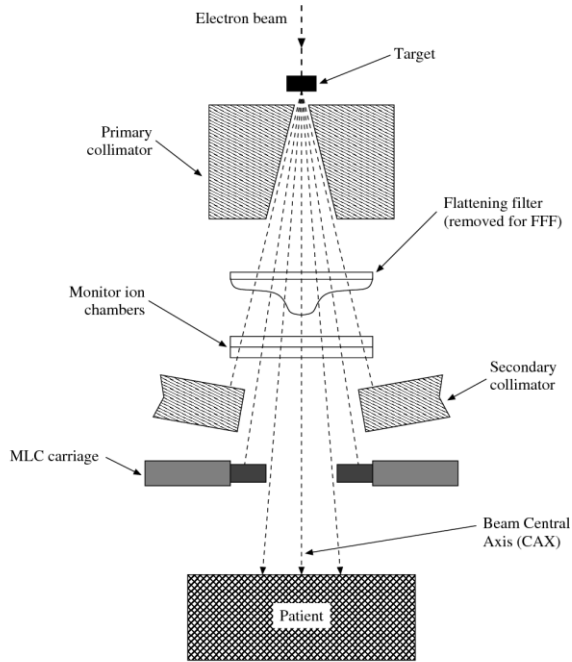 Electron beam
Target
Primary
collimator
Flattening filter
(removed for FFF)
Monitor ion
chambers
Secondary
collimator
MLC carriage
Beam Central
Axis (CAX)
Patient